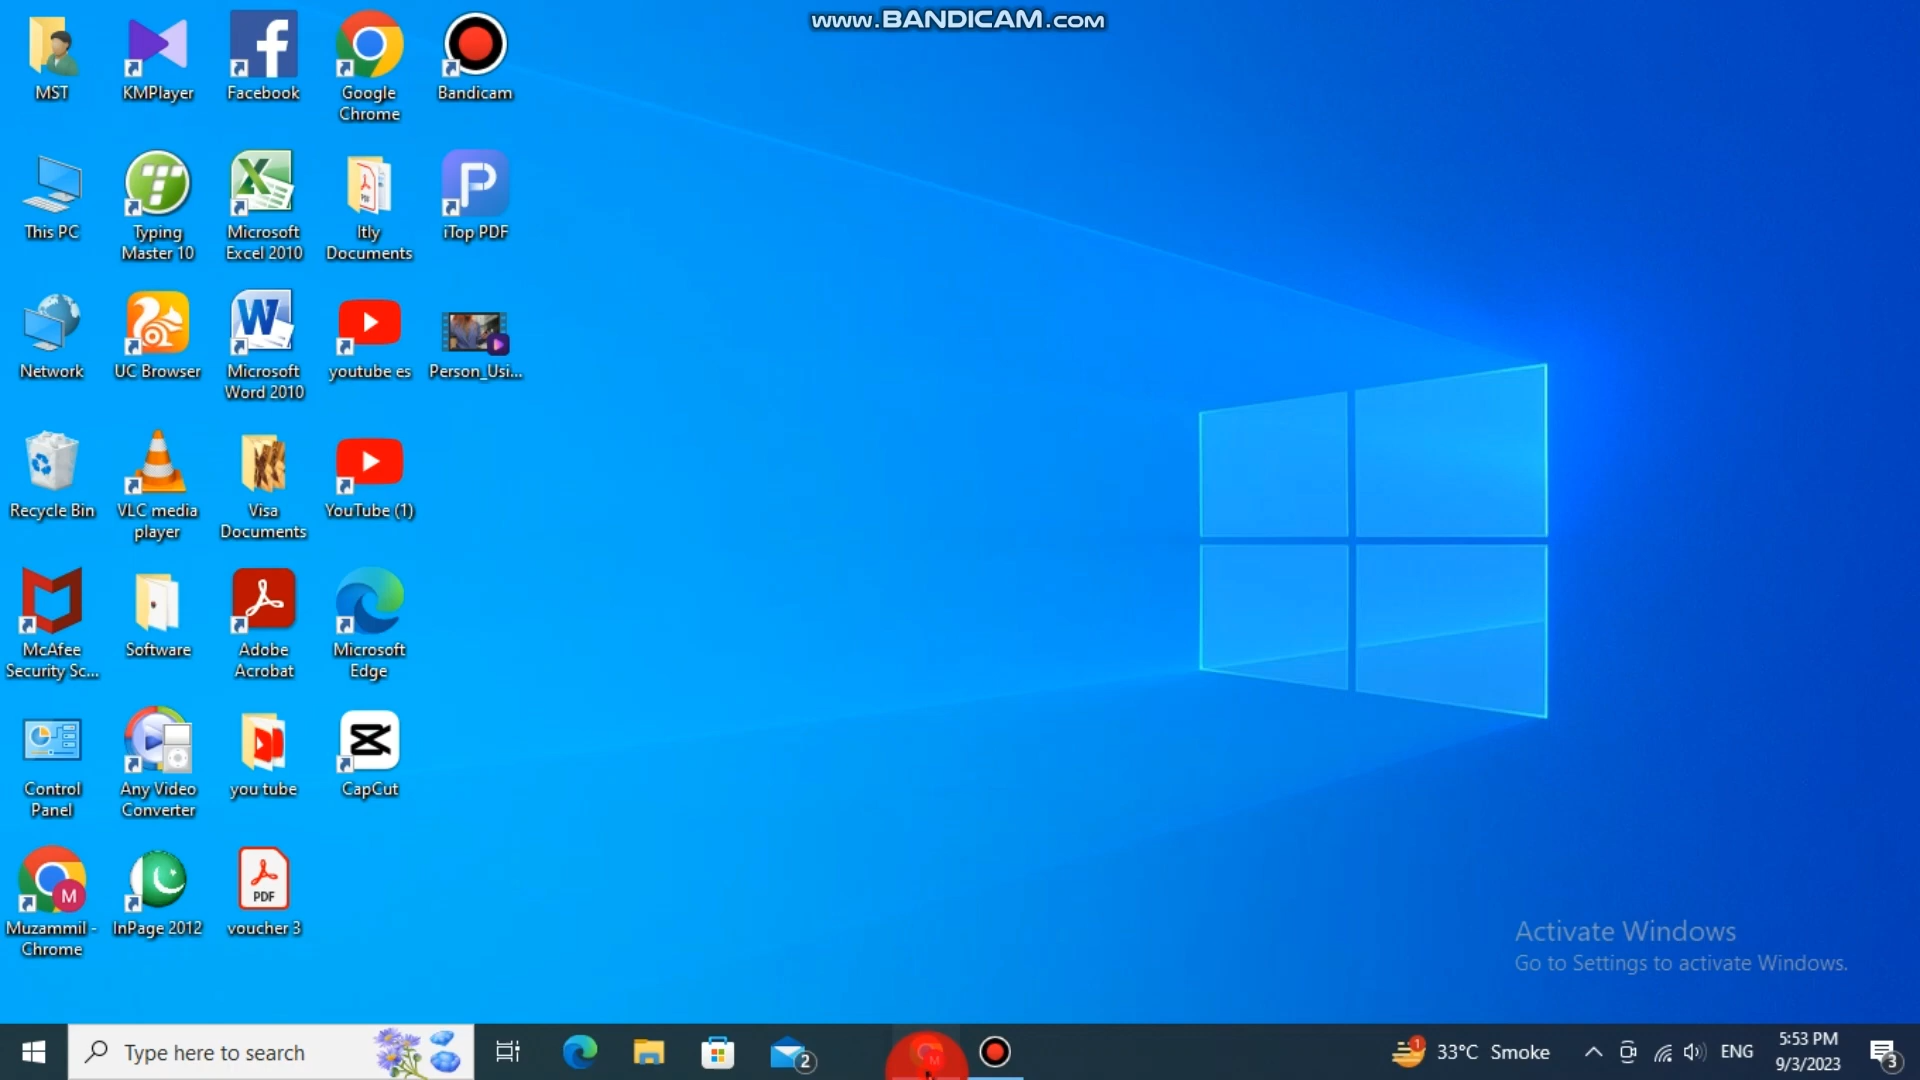 www.BANDICAM.com
MST
KMPlayer
Facebook
Google
Chrome
Bandicam
This PC
Typing
Master 10
Microsoft
Excel 2010
Itly
Documents
iTop PDF
Network
UC Browser
Microsoft
Word 2010
youtube es
Person_Usi...
Recycle Bin
VLC media
player
Visa
Documents
YouTube (1)
McAfee
Security Sc...
Software
Adobe
Acrobat
Microsoft
Edge
Control
Panel
Any Video
Converter
you tube
CapCut
M
Muzammil -
Chrome
InPage 2012
PDF
voucher 3
Activate Windows
Go to Settings to activate Windows.
Type here to search
2
1
33°C Smoke
ENG
5:53 PM
9/3/2023
3